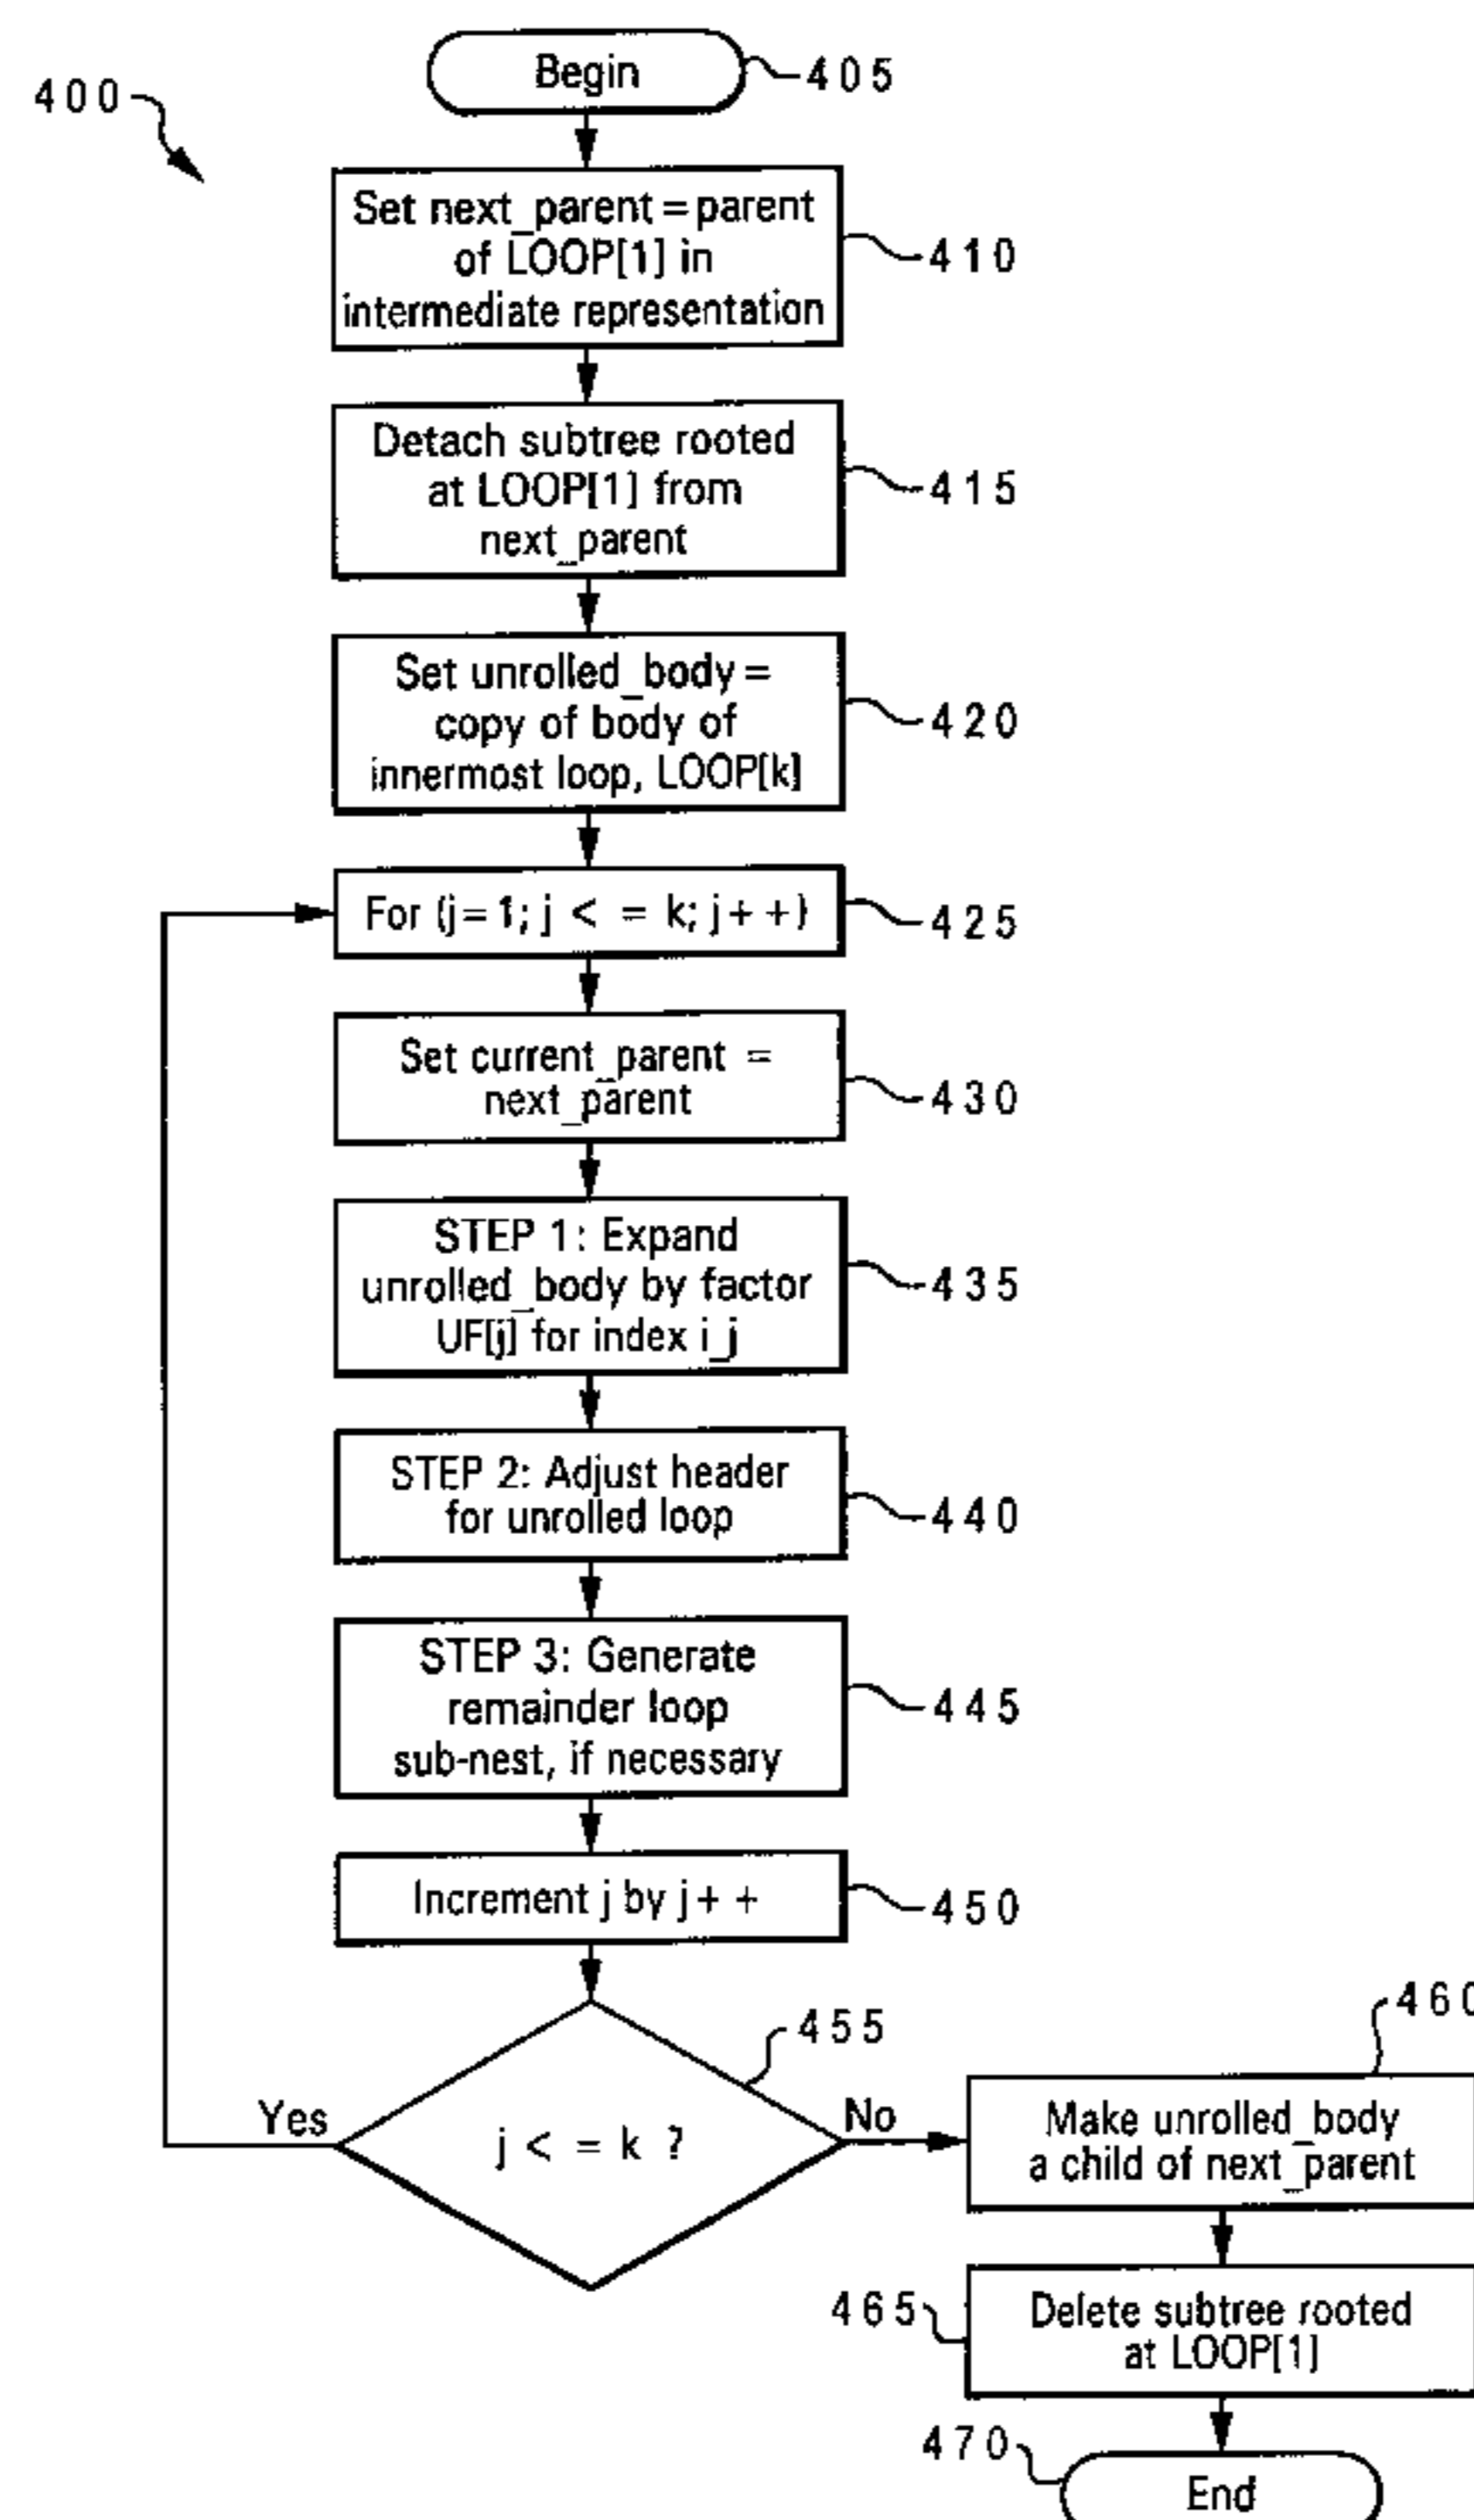 400
Begin
405
Set next_parent = parent
of LOOP[1] in
intermediate representation
410
Detach subtree rooted
at LOOP[1] from
next_parent
415
Set unrolled_body =
copy of body of
innermost loop, LOOP[k]
420
For (j = 1; j < = k; j + +)
425
Set current_parent =
next_parent
430
STEP 1: Expand
unrolled_body by factor
UF[j] for index i_j
435
STEP 2: Adjust header
for unrolled loop
440
STEP 3: Generate
remainder loop
sub-nest, if necessary
445
Increment j by j + +
450
455
j < = k ?
Yes
No
460
Make unrolled_body
a child of next_parent
465
Delete subtree rooted
at LOOP[1]
470
End